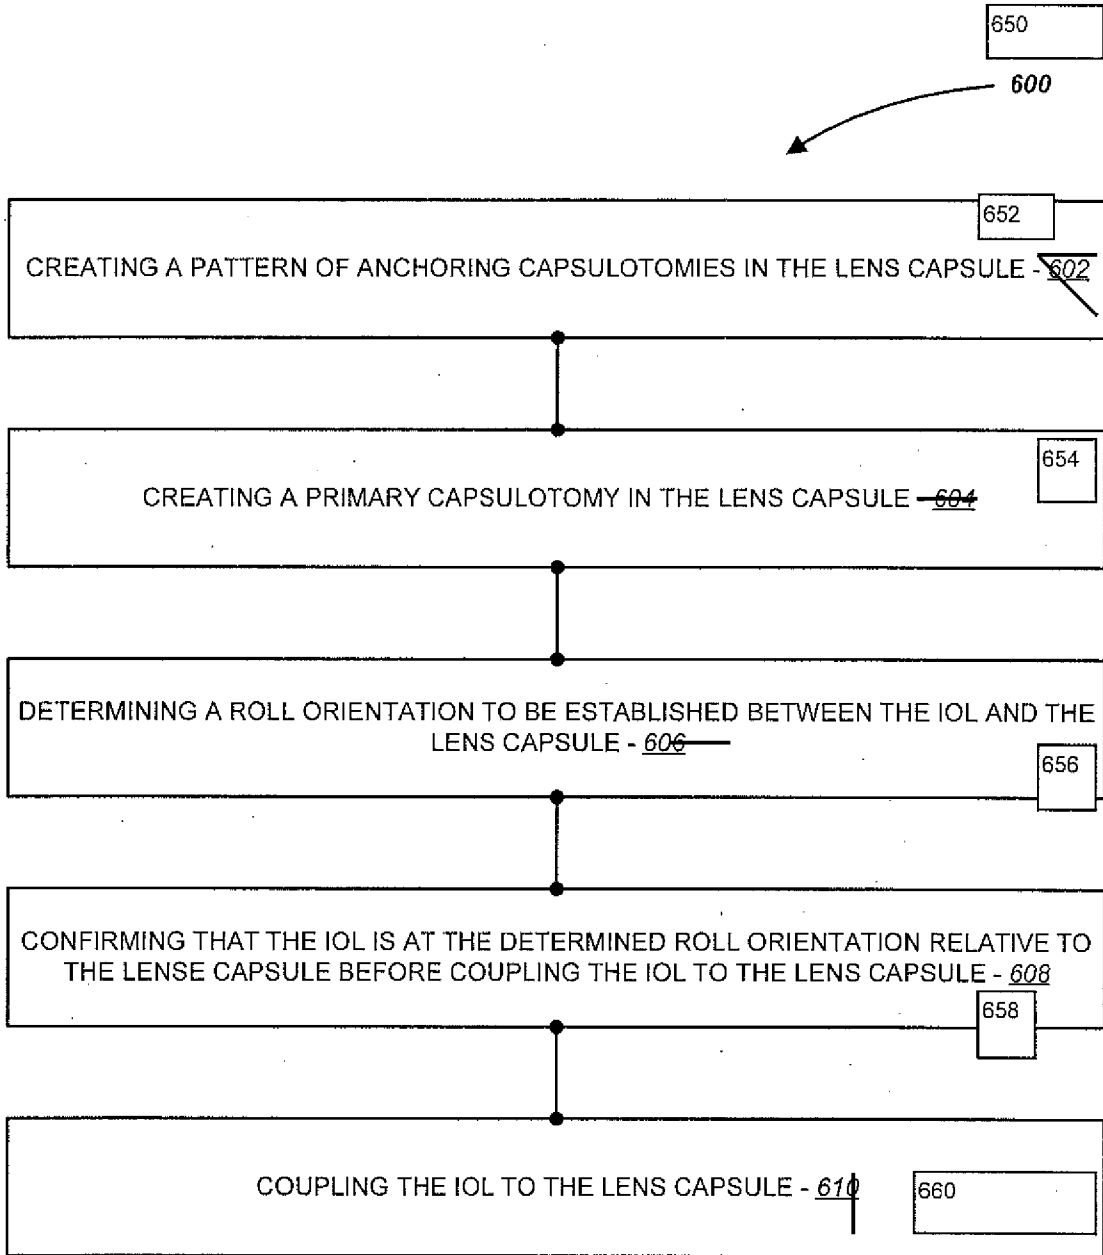 650
600
652
CREATING A PATTERN OF ANCHORING CAPSULOTOMIES IN THE LENS CAPSULE - 602
654
CREATING A PRIMARY CAPSULOTOMY IN THE LENS CAPSULE - 604
DETERMINING A ROLL ORIENTATION TO BE ESTABLISHED BETWEEN THE IOL AND THE
LENS CAPSULE - 606
656
CONFIRMING THAT THE IOL IS AT THE DETERMINED ROLL ORIENTATION RELATIVE TO
THE LENSE CAPSULE BEFORE COUPLING THE IOL TO THE LENS CAPSULE - 608
658
COUPLING THE IOL TO THE LENS CAPSULE - 610
660